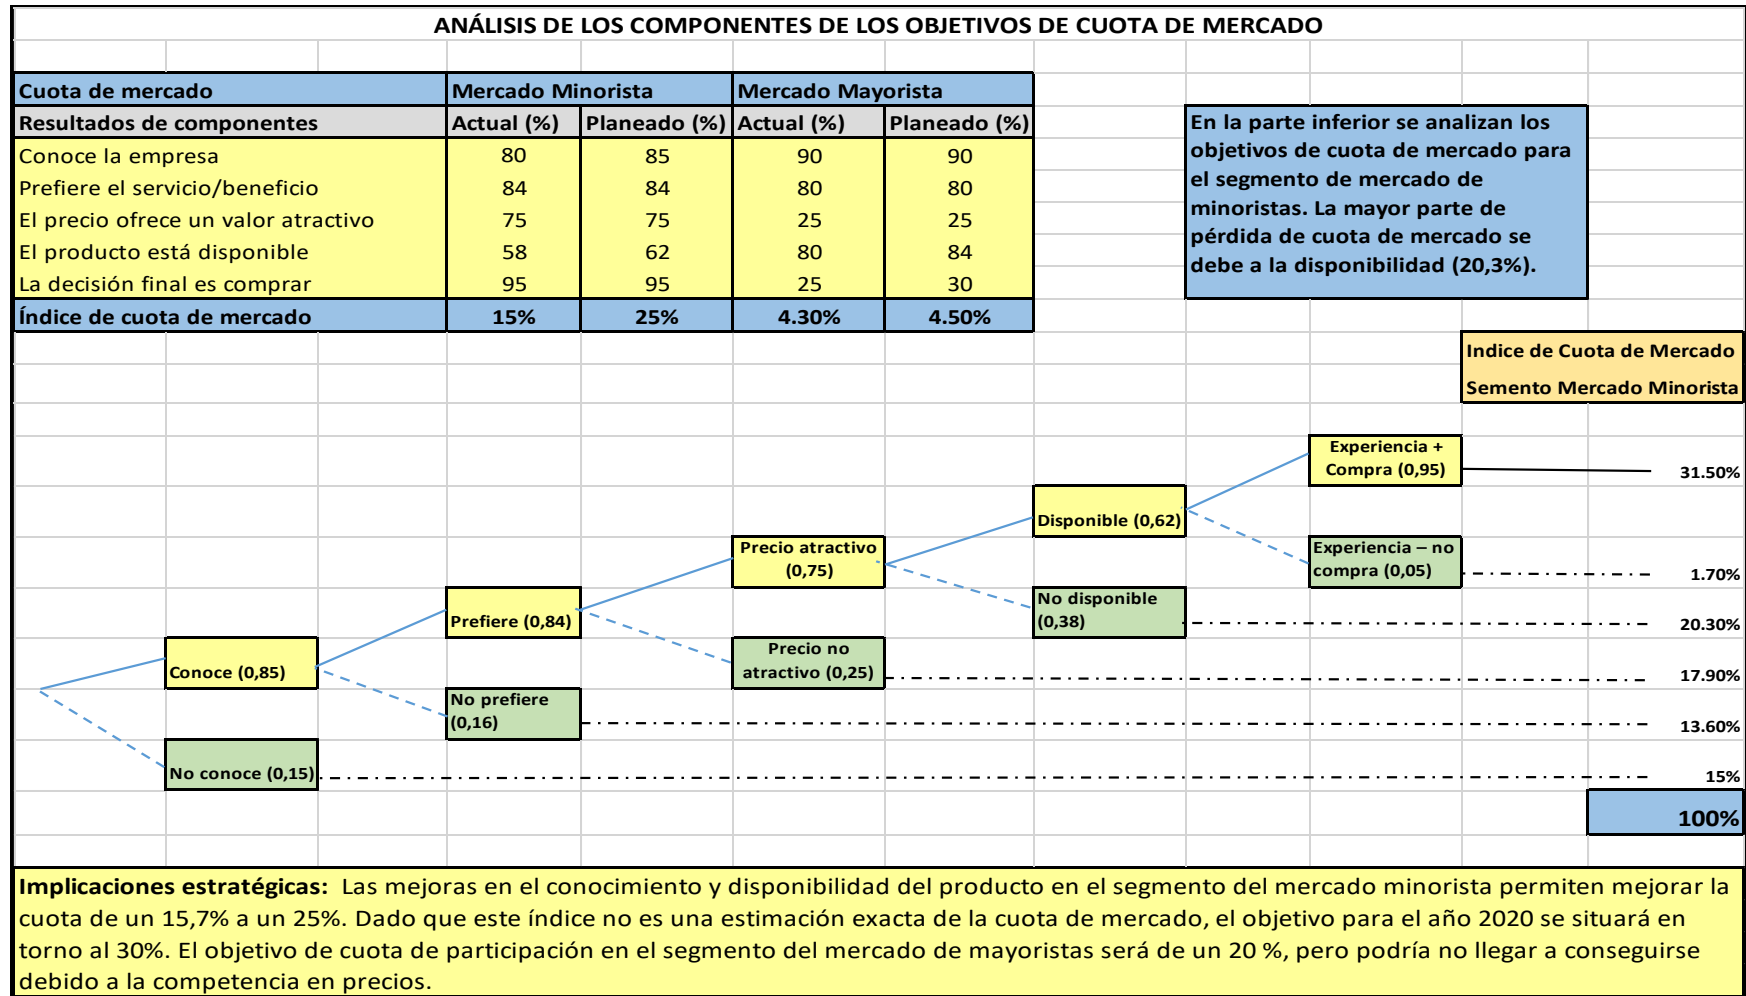 ANÁLISIS DE LOS COMPONENTES DE LOS OBJETIVOS DE CUOTA DE MERCADO
Cuota de mercado Mercado Minorista Mercado Mayorista
Resultados de componentes Actual (%) Planeado (%) Actual (%) Planeado (%)
Conoce la empresa 80 85 90 90
Prefiere el servicio/beneficio 84 84 80 80
El precio ofrece un valor atractivo 75 75 25 25
El producto está disponible 58 62 80 84
La decisión final es comprar 95 95 25 30
Índice de cuota de mercado 15% 25% 4.30% 4.50%
En la parte inferior se analizan los
objetivos de cuota de mercado para
el segmento de mercado de
minoristas. La mayor parte de
pérdida de cuota de mercado se
debe a la disponibilidad (20,3%).
Indice de Cuota de Mercado
Semento Mercado Minorista
Experiencia +
Compra (0,95)
31.50%
Disponible (0,62)
Precio atractivo
(0,75)
Experiencia – no
compra (0,05)
1.70%
Prefiere (0,84)
No disponible
(0,38)
20.30%
Conoce (0,85)
Precio no
atractivo (0,25)
17.90%
No prefiere
(0,16)
13.60%
No conoce (0,15)
15%
100%
Implicaciones estratégicas: Las mejoras en el conocimiento y disponibilidad del producto en el segmento del mercado minorista permiten mejorar la
cuota de un 15,7% a un 25%. Dado que este índice no es una estimación exacta de la cuota de mercado, el objetivo para el año 2020 se situará en
torno al 30%. El objetivo de cuota de participación en el segmento del mercado de mayoristas será de un 20 %, pero podría no llegar a conseguirse
debido a la competencia en precios.